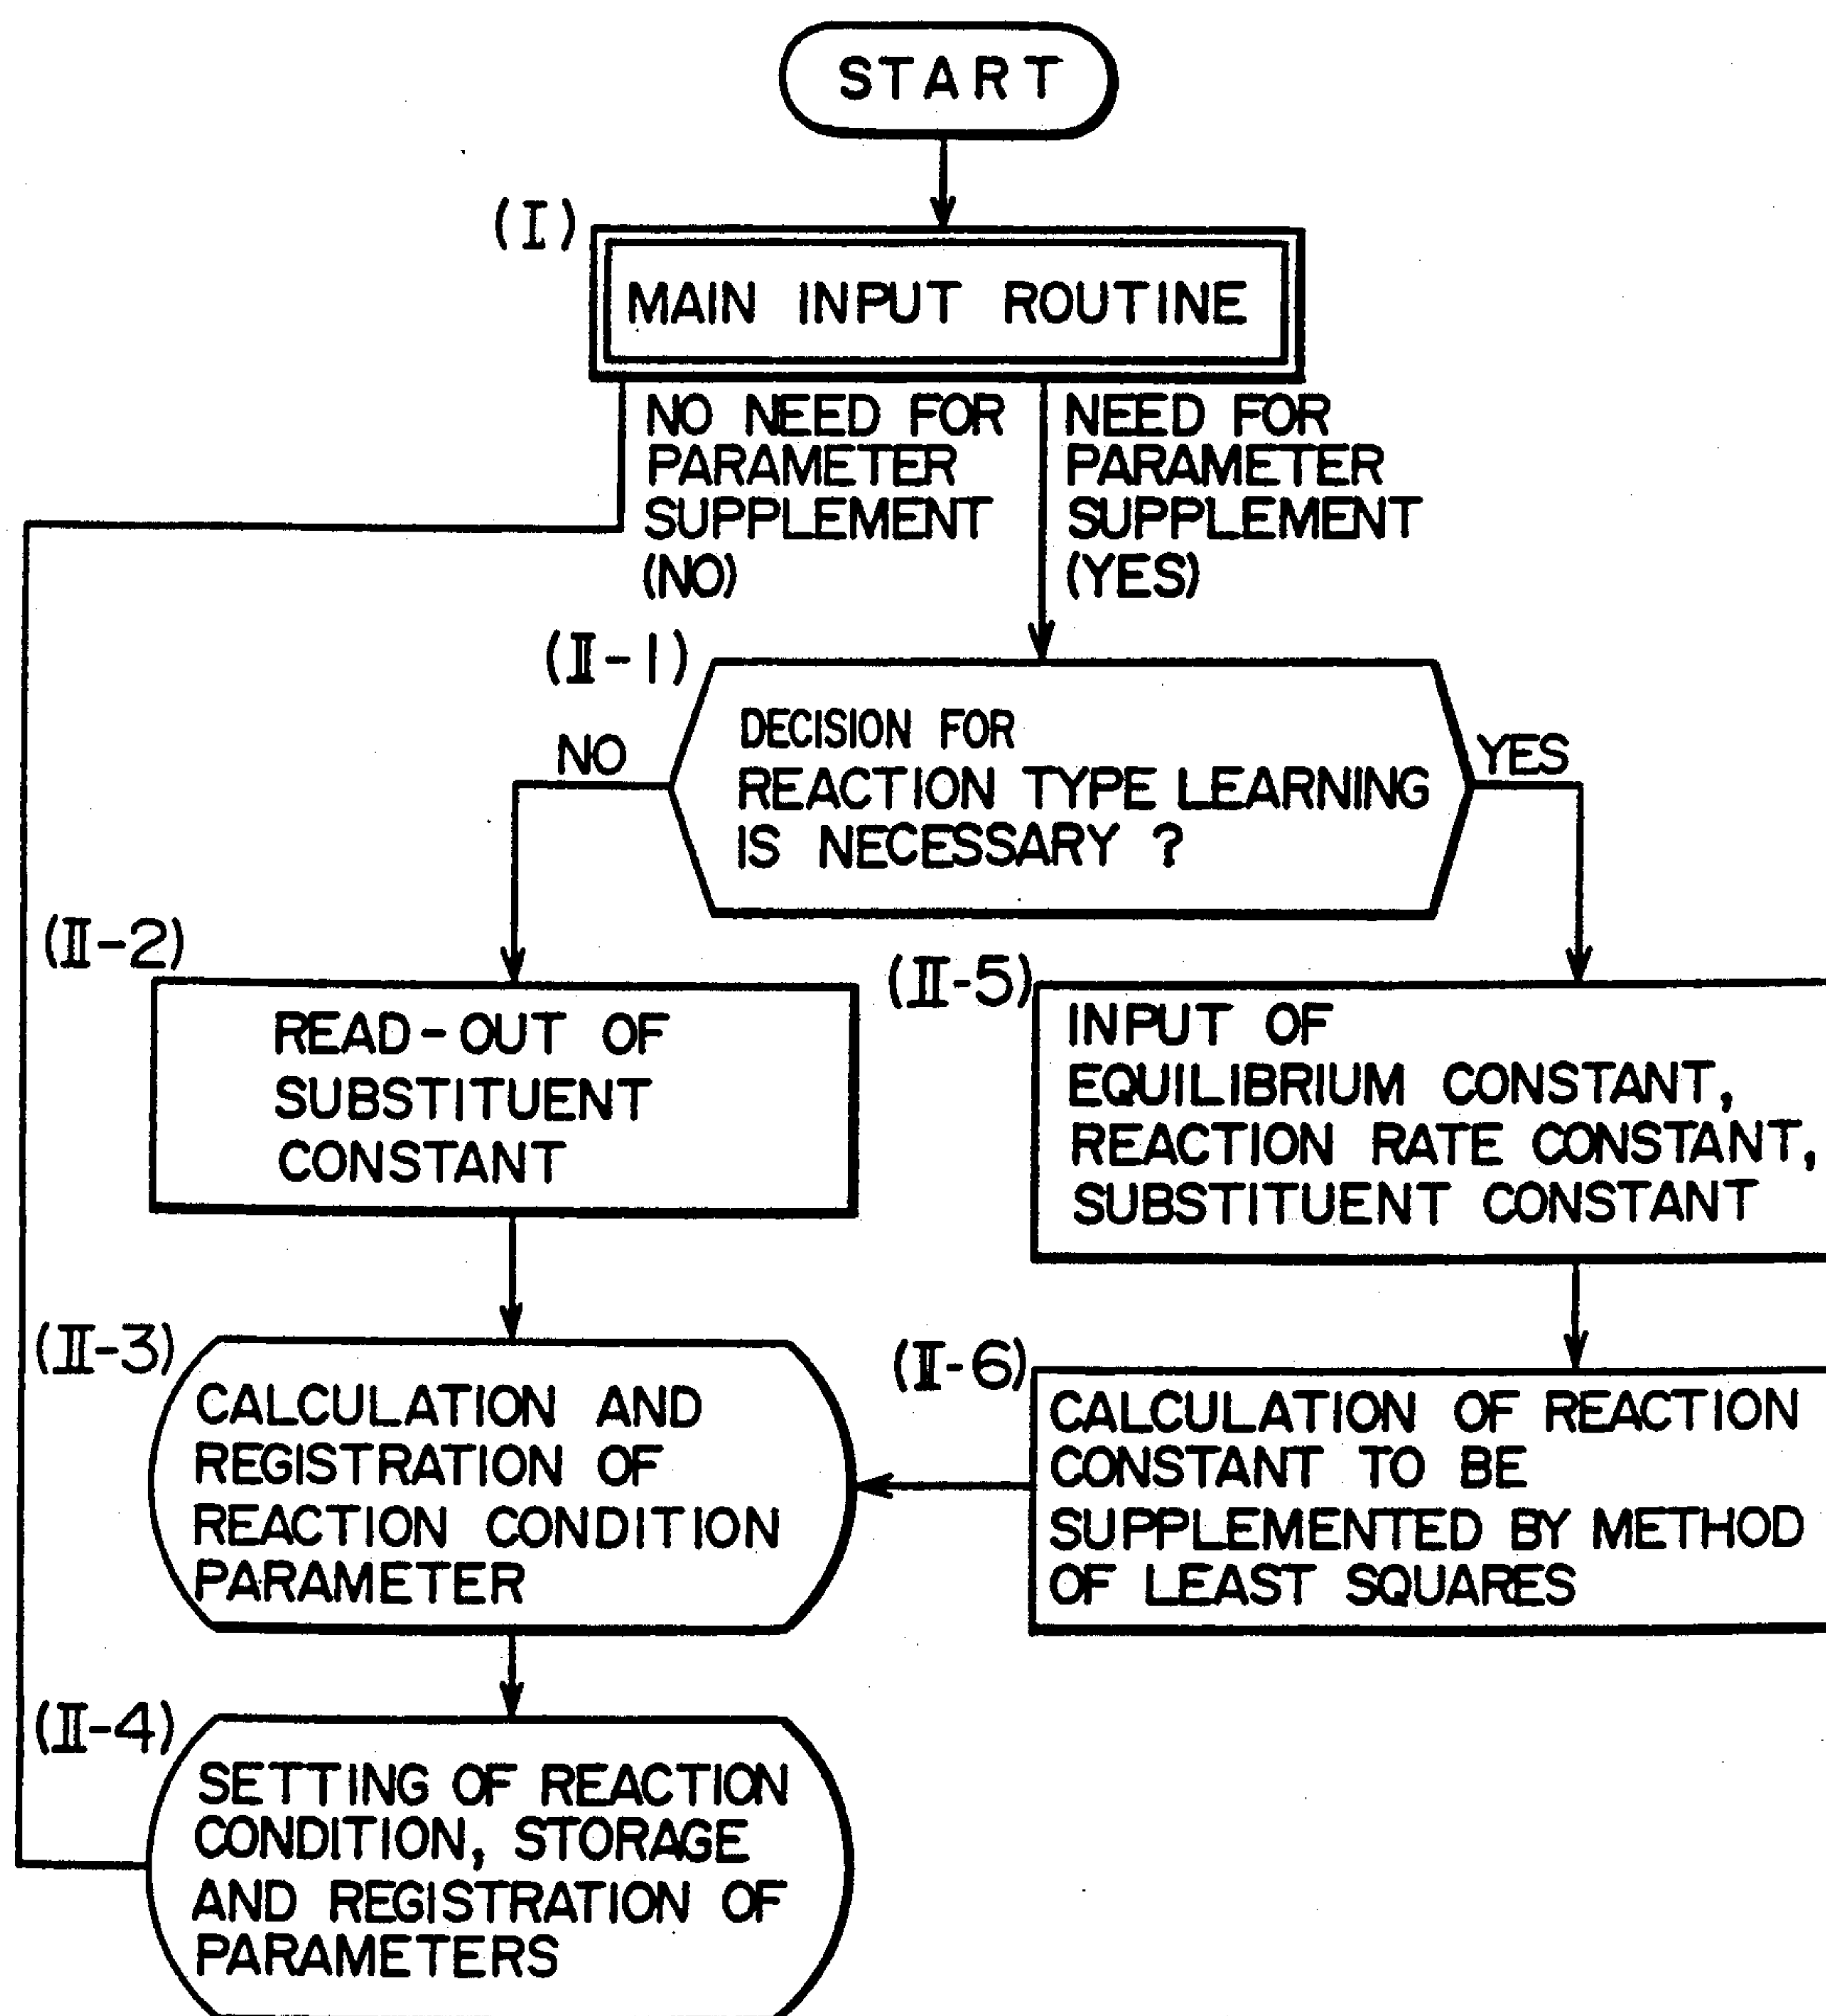 START
(I)
MAIN INPUT ROUTINE
NO NEED FOR
PARAMETER
SUPPLEMENT
(NO)
NEED FOR
PARAMETER
SUPPLEMENT
(YES)
(II-1)
DECISION FOR
REACTION TYPE LEARNING
IS NECESSARY ?
NO
YES
(II-2)
READ-OUT OF
SUBSTITUENT
CONSTANT
(II-5)
INPUT OF
EQUILIBRIUM CONSTANT,
REACTION RATE CONSTANT,
SUBSTITUENT CONSTANT
(II-3)
CALCULATION AND
REGISTRATION OF
REACTION CONDITION
PARAMETER
(II-6)
CALCULATION OF REACTION
CONSTANT TO BE
SUPPLEMENTED BY METHOD
OF LEAST SQUARES
(II-4)
SETTING OF REACTION
CONDITION, STORAGE
AND REGISTRATION OF
PARAMETERS